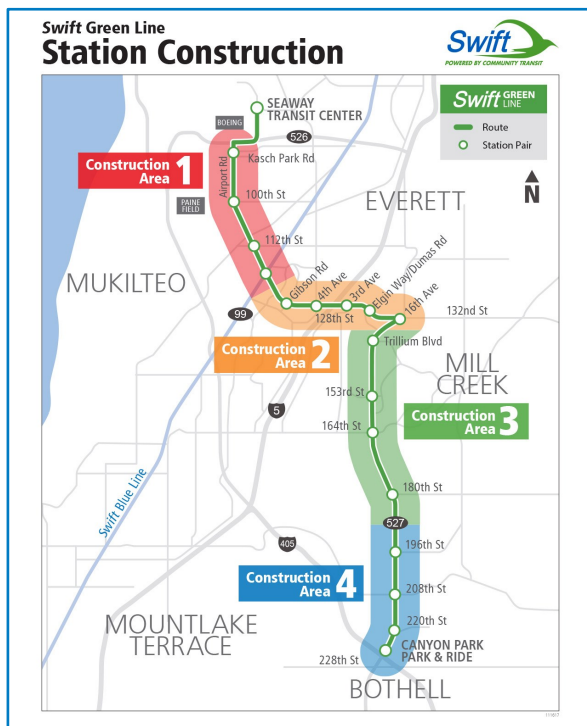 Swift Green Line
Station Construction
Swift
POWERED BY COMMUNITY TRANSIT
Swift GREEN
LINE
Route
Station Pair
N
SEAWAY
TRANSIT CENTER
BOEING
526
Kasch Park Rd
Construction
Area 1
Airport Rd
100th St
PAINE
FIELD
EVERETT
112th St
MUKILTEO
Gibson Rd
4th Ave
3rd Ave
Elgin Way/Dumas Rd
16th Ave
99
128th St
132nd St
Construction
Area 2
Trillium Blvd
MILL
CREEK
153rd St
5
164th St
Construction
Area 3
180th St
Swift Blue Line
527
405
196th St
Construction
Area 4
208th St
MOUNTLAKE
TERRACE
220th St
CANYON PARK
PARK & RIDE
228th St
BOTHELL